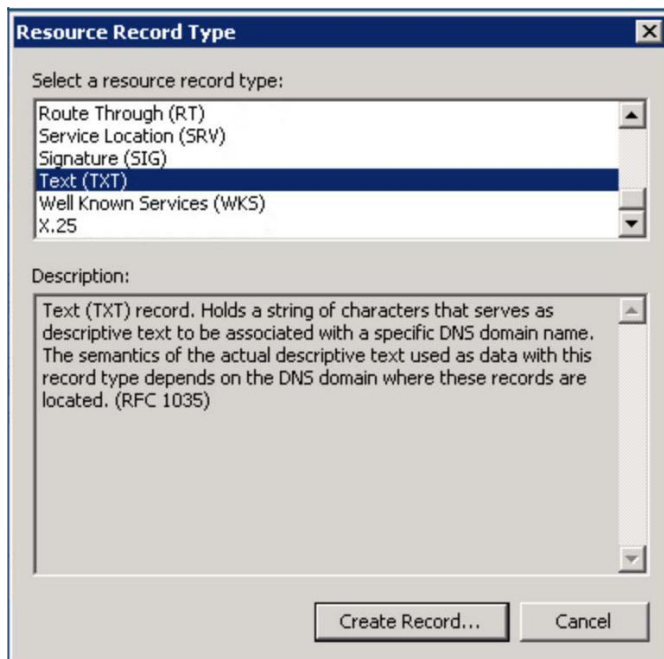 Resource Record Type
Select a resource record type:
Route Through (RT)
Service Location (SRV)
Signature (SIG)
Text (TXT)
Well Known Services (WKS)
X.25
Description:
Text (TXT) record. Holds a string of characters that serves as
descriptive text to be associated with a specific DNS domain name.
The semantics of the actual descriptive text used as data with this
record type depends on the DNS domain where these records are
located. (RFC 1035)
Create Record...
Cancel